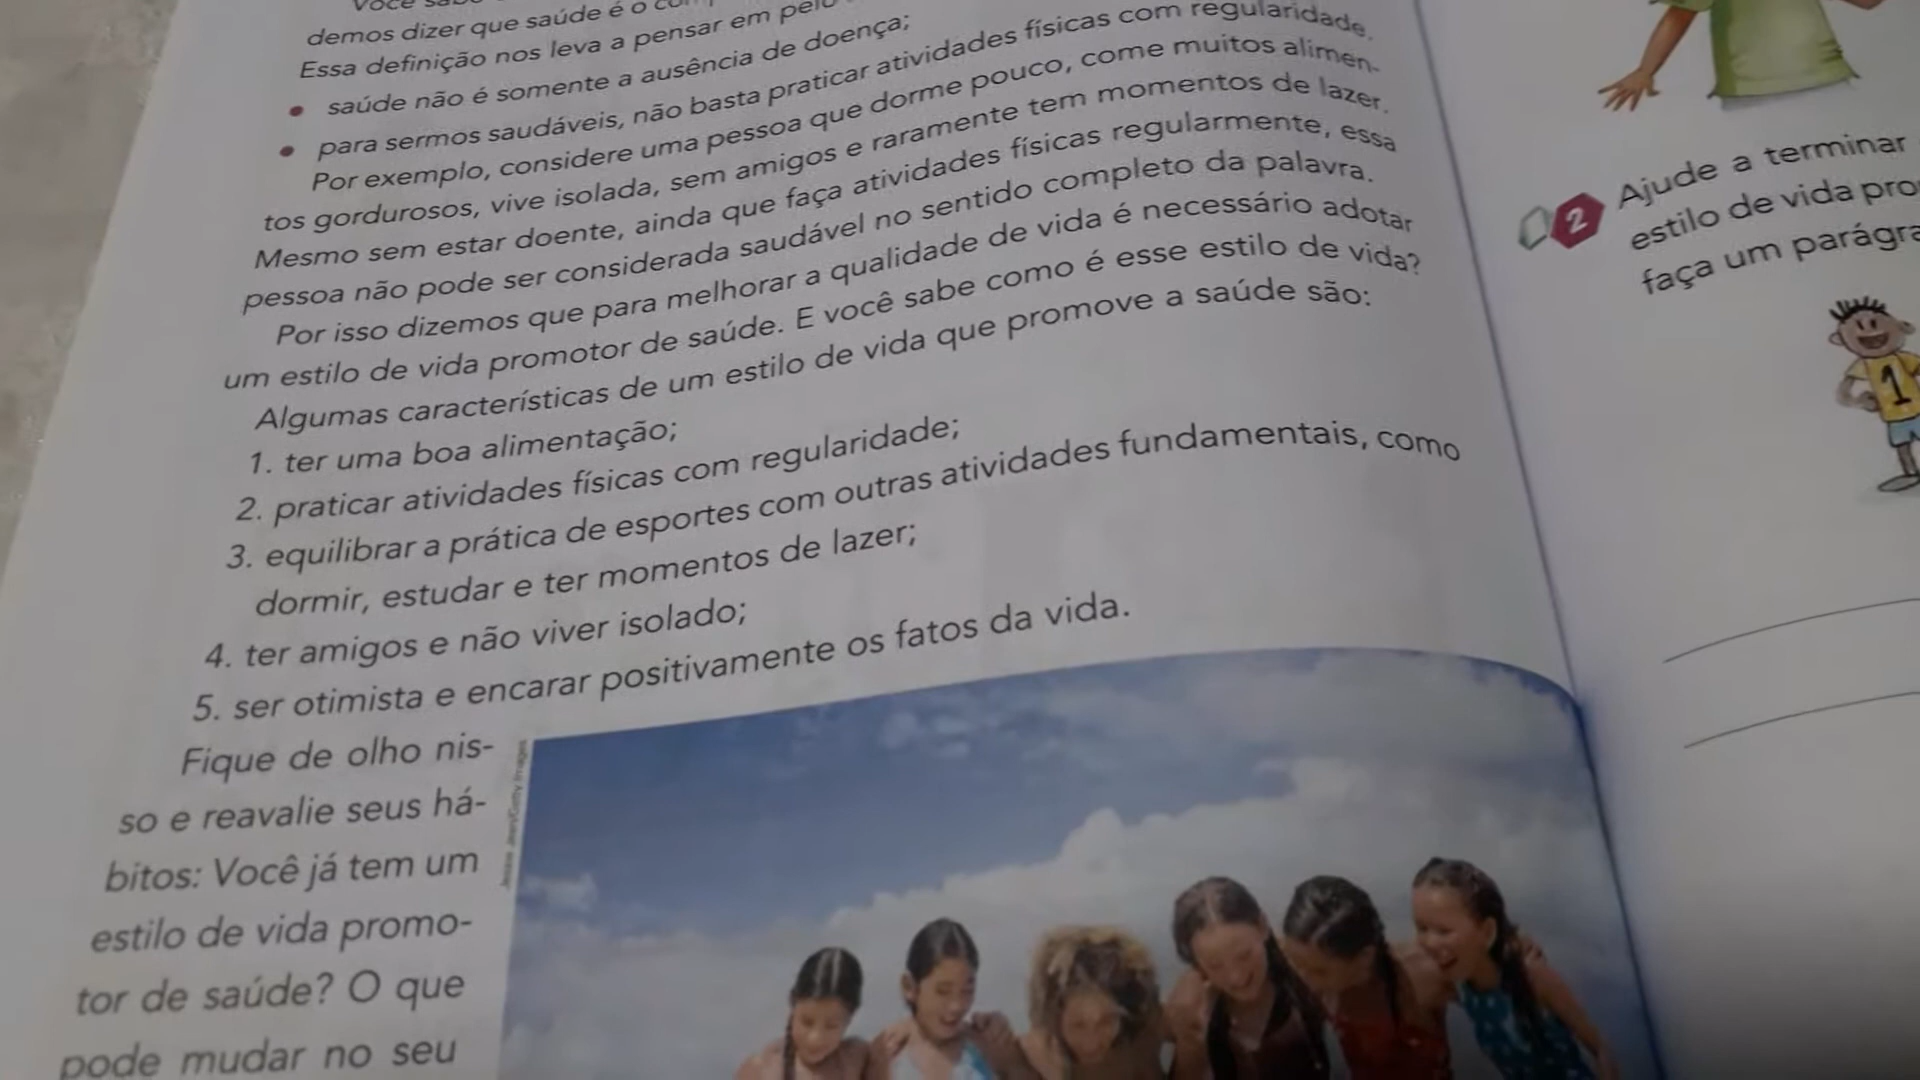 demos dizer que saúde é o
Essa definição nos leva a pensar em
• saúde não é somente a ausência de doença;
• para sermos saudáveis, não basta praticar atividades físicas com regularidade.
Por exemplo, considere uma pessoa que dorme pouco, come muitos alimen-
tos gordurosos, vive isolada, sem amigos e raramente tem momentos de lazer.
Mesmo sem estar doente, ainda que faça atividades físicas regularmente, essa
pessoa não pode ser considerada saudável no sentido completo da palavra.
Por isso dizemos que para melhorar a qualidade de vida é necessário adotar
um estilo de vida promotor de saúde. E você sabe como é esse estilo de vida?
Algumas características de um estilo de vida que promove a saúde são:
1. ter uma boa alimentação;
2. praticar atividades físicas com regularidade;
3. equilibrar a prática de esportes com outras atividades fundamentais, como
dormir, estudar e ter momentos de lazer;
4. ter amigos e não viver isolado;
5. ser otimista e encarar positivamente os fatos da vida.
Fique de olho nis-
so e reavalie seus há-
bitos: Você já tem um
estilo de vida promo-
tor de saúde? O que
pode mudar no seu
Getty Images
2 Ajude a terminar
estilo de vida
faça um
1